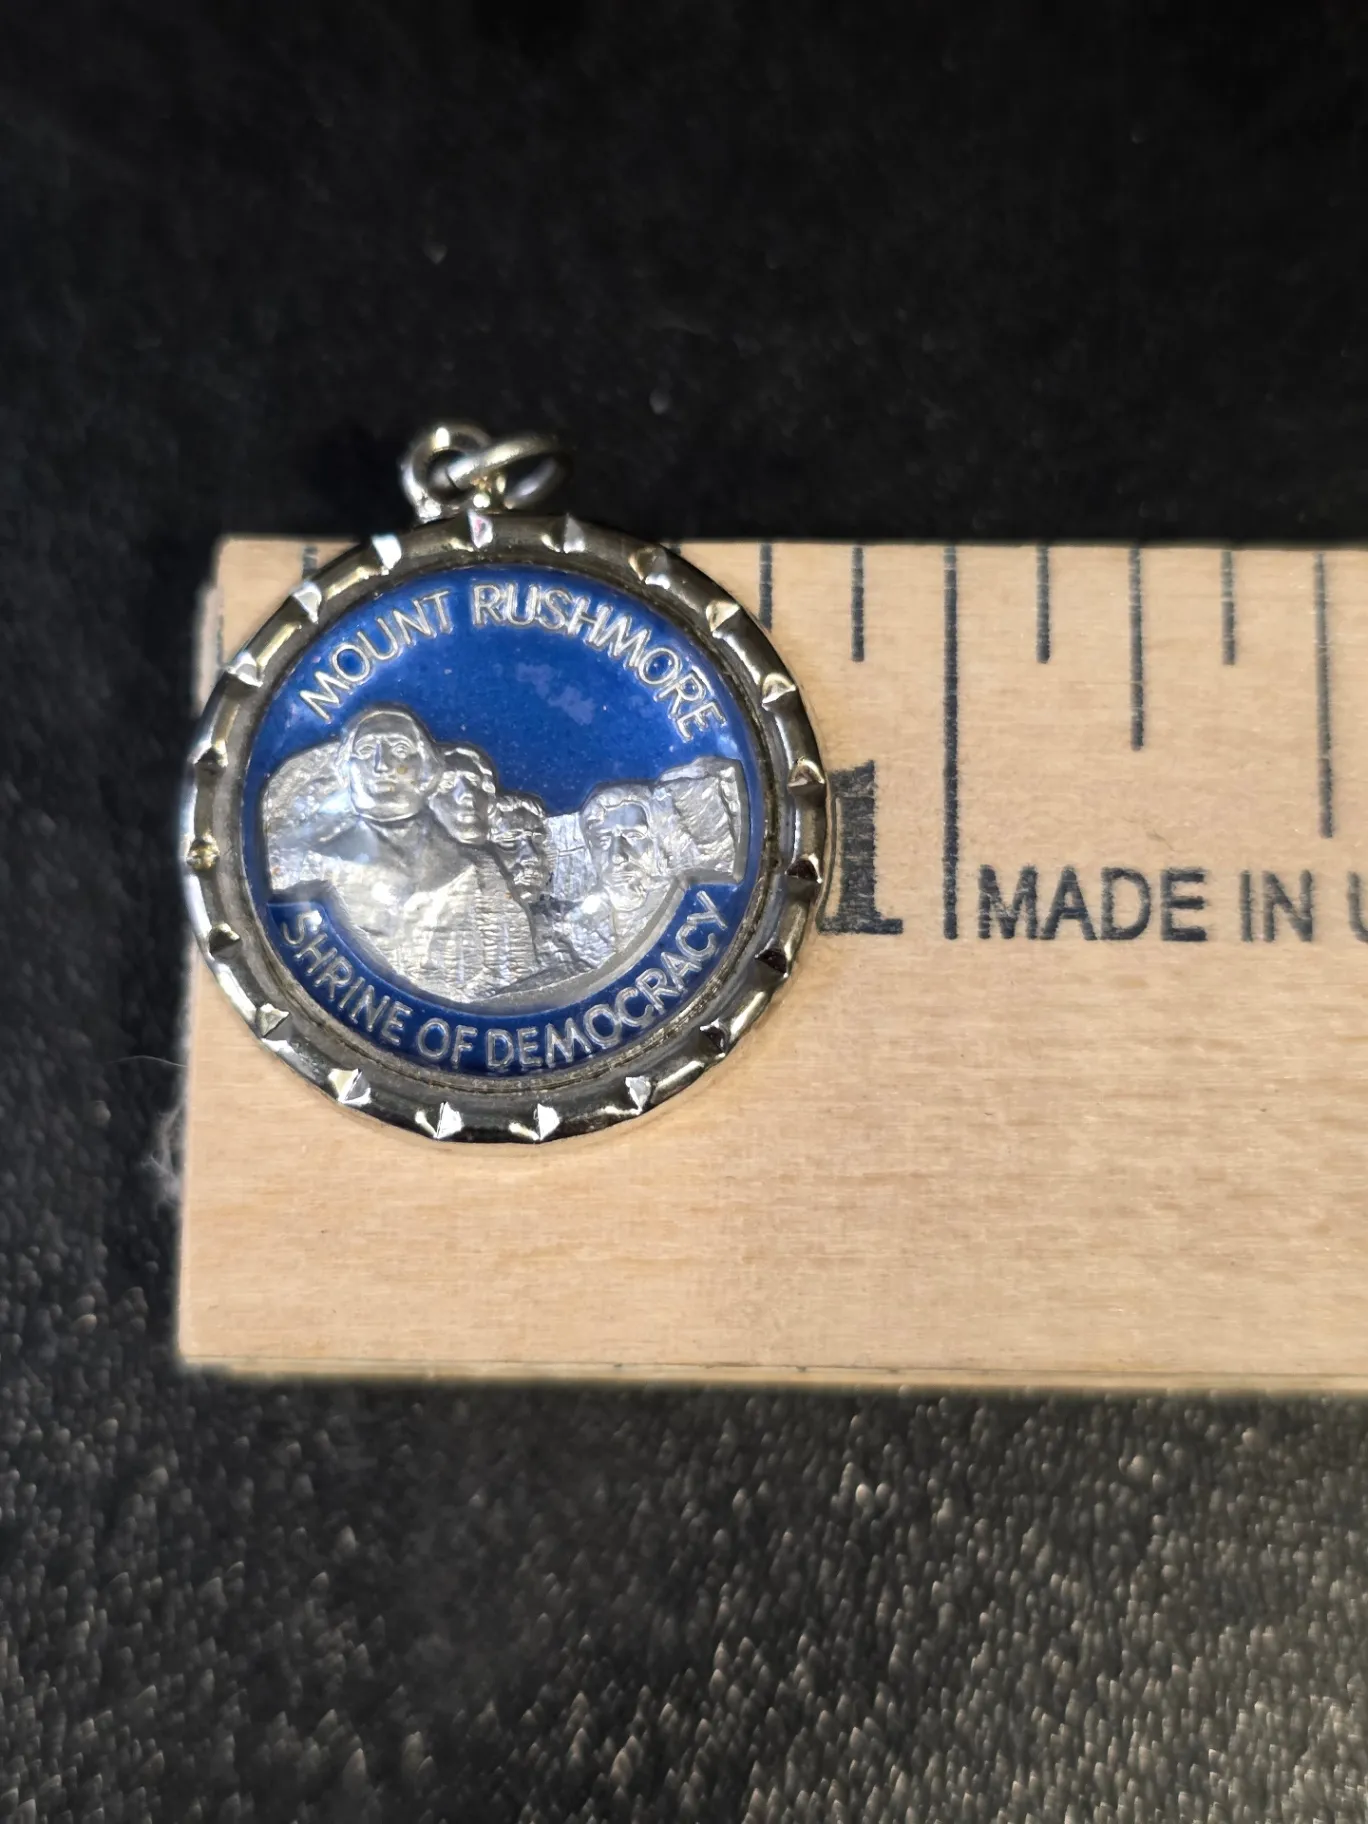 MOUNT RUSHMORE
SHRINE OF DEMOCRACY
1
MADE IN U